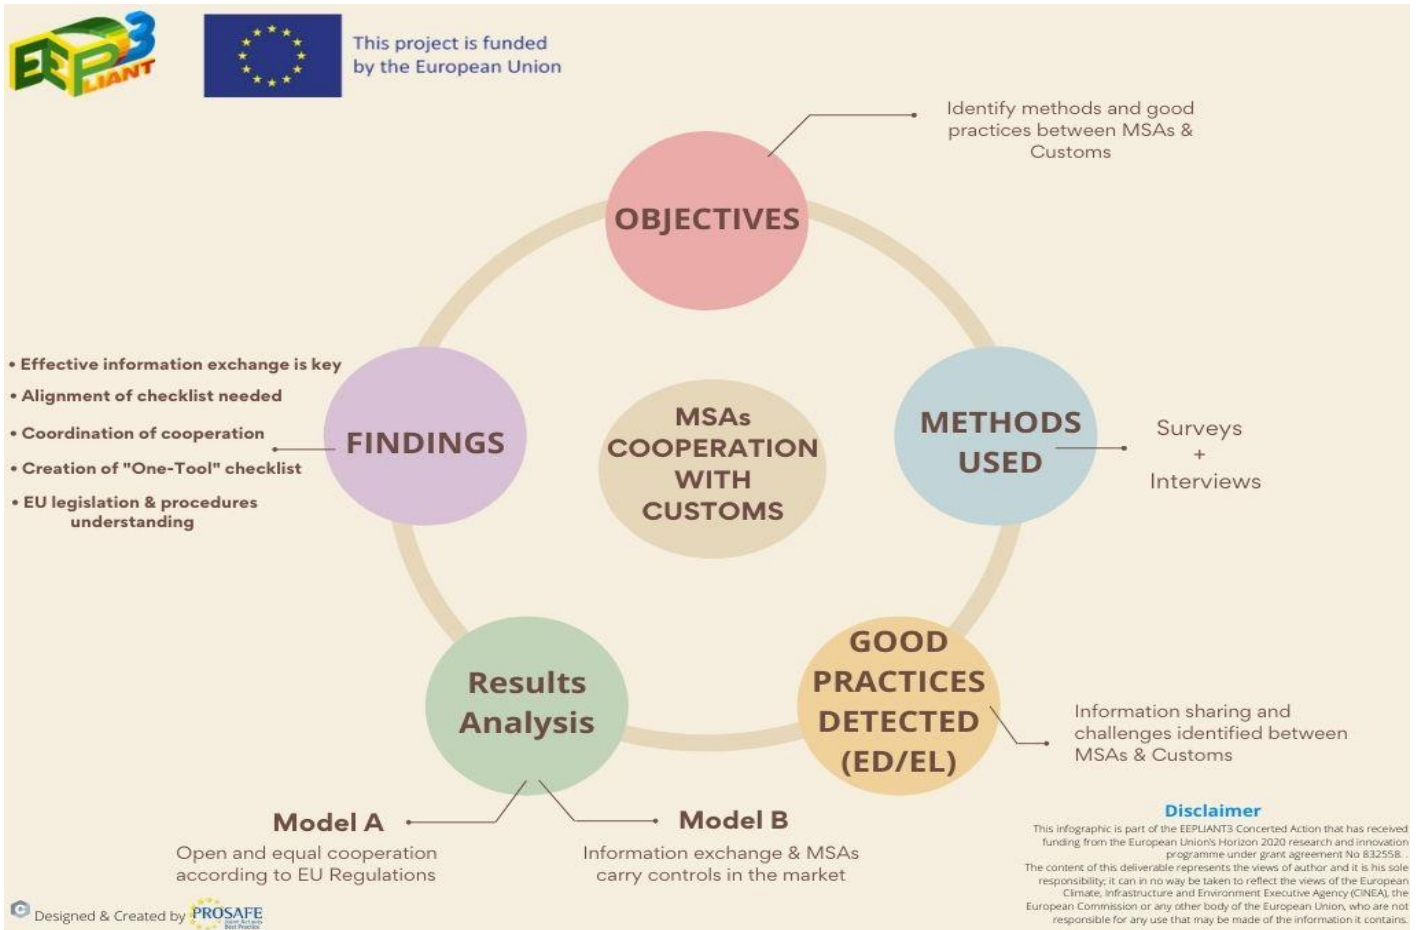 EEPLIANT3
This project is funded
by the European Union
Identify methods and good
practices between MSAs &
Customs
OBJECTIVES
METHODS
USED
Surveys
+
Interviews
GOOD
PRACTICES
DETECTED
(ED/EL)
Information sharing and
challenges identified between
MSAs & Customs
Results
Analysis
Model A
Open and equal cooperation
according to EU Regulations
Model B
Information exchange & MSAs
carry controls in the market
FINDINGS
• Effective information exchange is key
• Alignment of checklist needed
• Coordination of cooperation
• Creation of "One-Tool" checklist
• EU legislation & procedures
understanding
MSAs
COOPERATION
WITH
CUSTOMS
Disclaimer
This infographic is part of the EEPLIANT3 Concerted Action that has received
funding from the European Union's Horizon 2020 research and innovation
programme under grant agreement No 832558. .
The content of this deliverable represents the views of author and it is his sole
responsibility; it can in no way be taken to reflect the views of the European
Climate, Infrastructure and Environment Executive Agency (CINEA), the
European Commission or any other body of the European Union, who are not
responsible for any use that may be made of the information it contains.
C Designed & Created by PROSAFE
Joint Actions
Best Practice